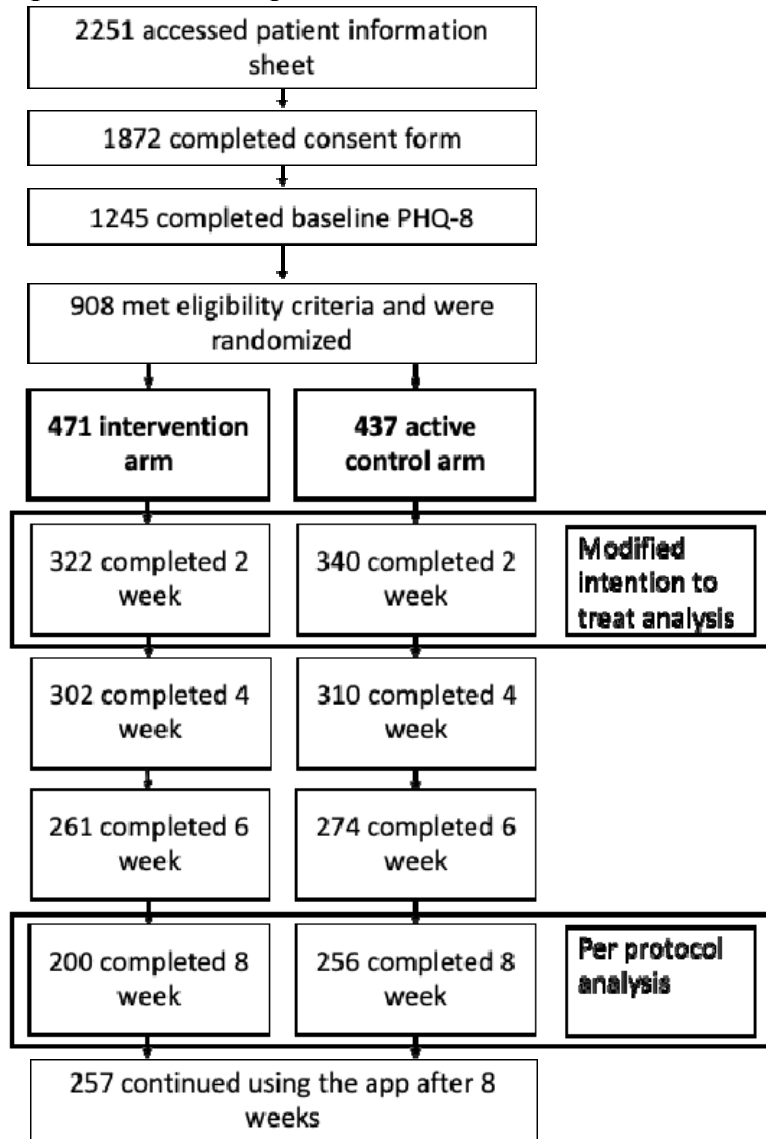 2251 accessed patient information
sheet
1872 completed consent form
1245 completed baseline PHQ-8
908 met eligibility criteria and were
randomized
471 intervention
arm
437 active
control arm
322 completed 2
week
340 completed 2
week
Modified
intention to
treat analysis
302 completed 4
week
310 completed 4
week
261 completed 6
week
274 completed 6
week
200 completed 8
week
256 completed 8
week
Per protocol
analysis
257 continued using the app after 8
weeks